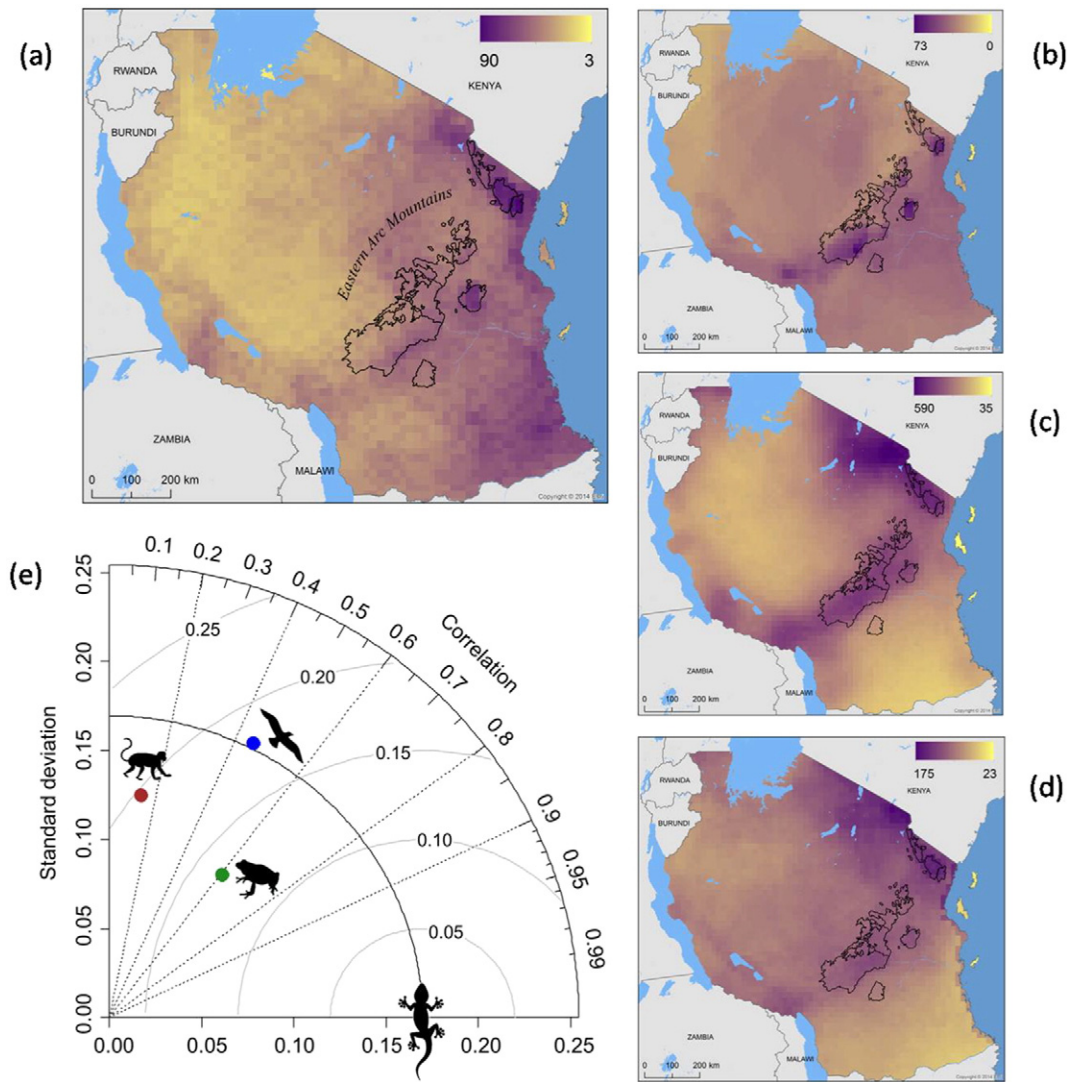 (a)
90
3
RWANDA
BURUNDI
KENYA
Eastern Arc Mountains
ZAMBIA
MALAWI
0 100 200 km
(b)
73
0
RWANDA
BURUNDI
KENYA
ZAMBIA
MALAWI
0 100 200 km
(c)
590
35
RWANDA
BURUNDI
KENYA
ZAMBIA
MALAWI
0 100 200 km
(d)
175
23
RWANDA
BURUNDI
KENYA
ZAMBIA
MALAWI
0 100 200 km
(e)
Standard deviation
0.25
0.20
0.15
0.10
0.05
0.00
0.1
0.2
0.3
0.4
0.5
0.6
Correlation
0.7
0.8
0.9
0.95
0.99
0.25
0.20
0.15
0.10
0.05
0.00
0.05
0.10
0.15
0.20
0.25